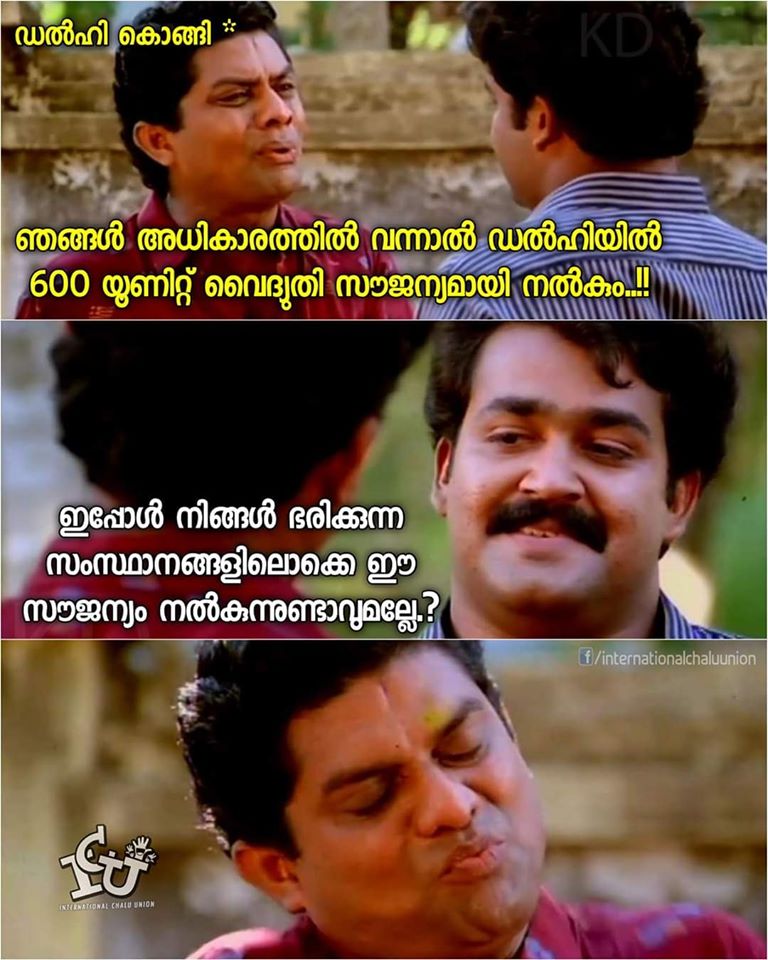 ഡൽഹി കൊങ്ങി *
KD
ഞങ്ങൾ അധികാരത്തിൽ വന്നാൽ ഡൽഹിയിൽ
600 യൂണിറ്റ് വൈദ്യുതി സൗജന്യമായി നൽകും..!!
ഇപ്പോൾ നിങ്ങൾ ഭരിക്കുന്ന
സംസ്ഥാനങ്ങളിലൊക്കെ ഈ
സൗജന്യം നൽകുന്നുണ്ടാവുമല്ലേ.?
f/internationalchaluunion
ICU
INTERNATIONAL CHALU UNION